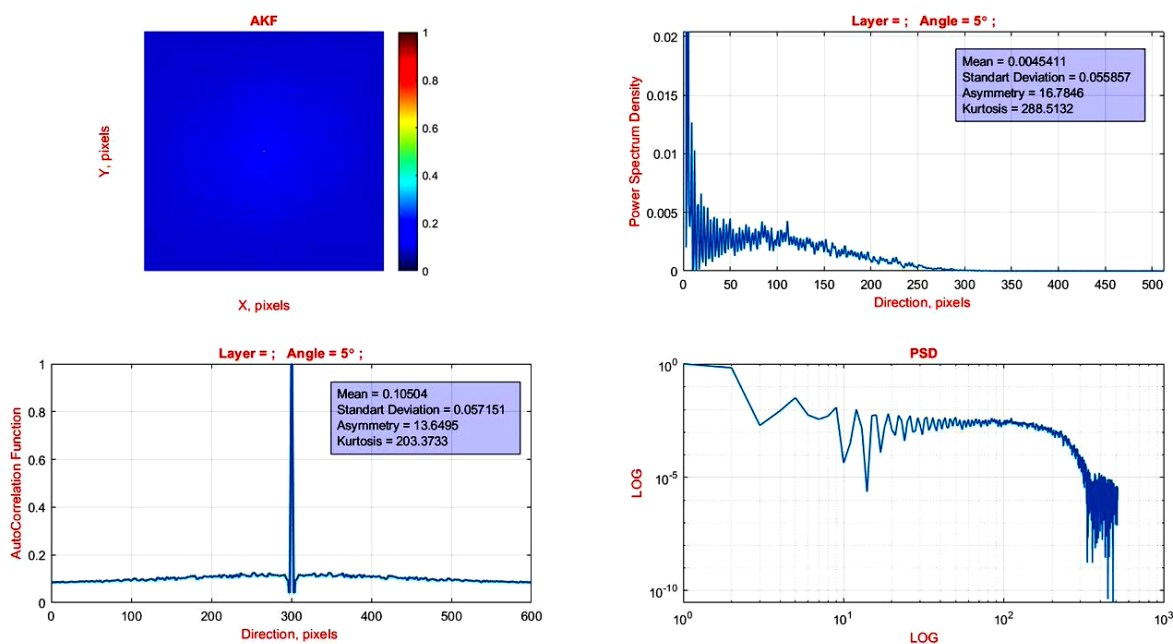 AKF
1
0.8
0.6
0.4
0.2
0
Y, pixels
X, pixels
Layer = ;   Angle = 5° ;
0.02
0.015
0.01
0.005
0
Power Spectrum Density
Mean = 0.0045411
Standart Deviation = 0.055857
Asymmetry = 16.7846
Kurtosis = 288.5132
0 50 100 150 200 250 300 350 400 450 500
Direction, pixels
Layer = ;   Angle = 5° ;
1
0.8
0.6
0.4
0.2
0
AutoCorrelation Function
Mean = 0.10504
Standart Deviation = 0.057151
Asymmetry = 13.6495
Kurtosis = 203.3733
0 100 200 300 400 500 600
Direction, pixels
PSD
10^0
10^-5
10^-10
LOG
10^0 10^1 10^2 10^3
LOG